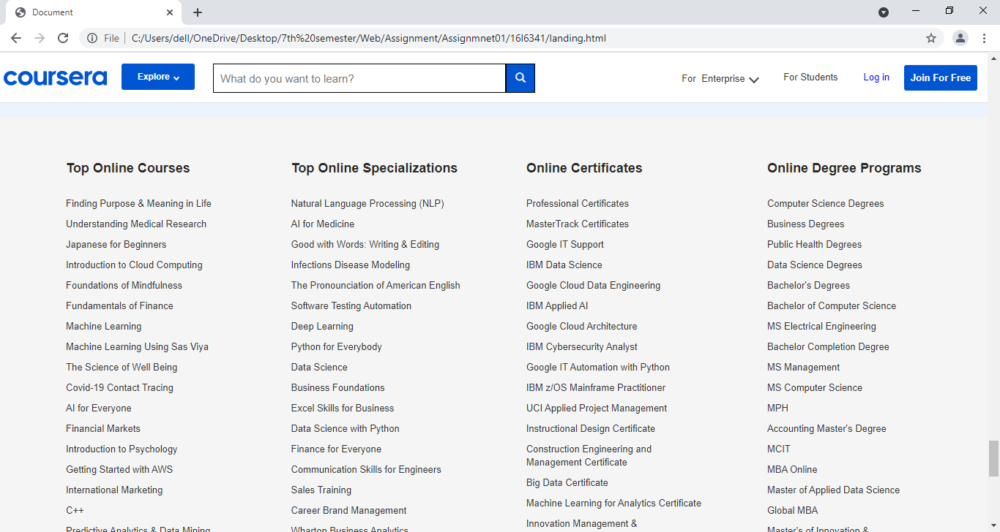 Document
File
C:/Users/dell/OneDrive/Desktop/7th%20semester/Web/Assignment/Assignmnet01/16l6341/landing.html
coursera
Explore
What do you want to learn?
For Enterprise
For Students
Log in
Join For Free
Top Online Courses
Finding Purpose & Meaning in Life
Understanding Medical Research
Japanese for Beginners
Introduction to Cloud Computing
Foundations of Mindfulness
Fundamentals of Finance
Machine Learning
Machine Learning Using Sas Viya
The Science of Well Being
Covid-19 Contact Tracing
AI for Everyone
Financial Markets
Introduction to Psychology
Getting Started with AWS
International Marketing
C++
Predictive Analytics & Data Mining
Top Online Specializations
Natural Language Processing (NLP)
AI for Medicine
Good with Words: Writing & Editing
Infections Disease Modeling
The Pronounciation of American English
Software Testing Automation
Deep Learning
Python for Everybody
Data Science
Business Foundations
Excel Skills for Business
Data Science with Python
Finance for Everyone
Communication Skills for Engineers
Sales Training
Career Brand Management
Wharton Business Analytics
Online Certificates
Professional Certificates
MasterTrack Certificates
Google IT Support
IBM Data Science
Google Cloud Data Engineering
IBM Applied AI
Google Cloud Architecture
IBM Cybersecurity Analyst
Google IT Automation with Python
IBM z/OS Mainframe Practitioner
UCI Applied Project Management
Instructional Design Certificate
Construction Engineering and
Management Certificate
Big Data Certificate
Machine Learning for Analytics Certificate
Innovation Management &
Online Degree Programs
Computer Science Degrees
Business Degrees
Public Health Degrees
Data Science Degrees
Bachelor's Degrees
Bachelor of Computer Science
MS Electrical Engineering
Bachelor Completion Degree
MS Management
MS Computer Science
MPH
Accounting Master's Degree
MCIT
MBA Online
Master of Applied Data Science
Global MBA
Master's of Innovation &